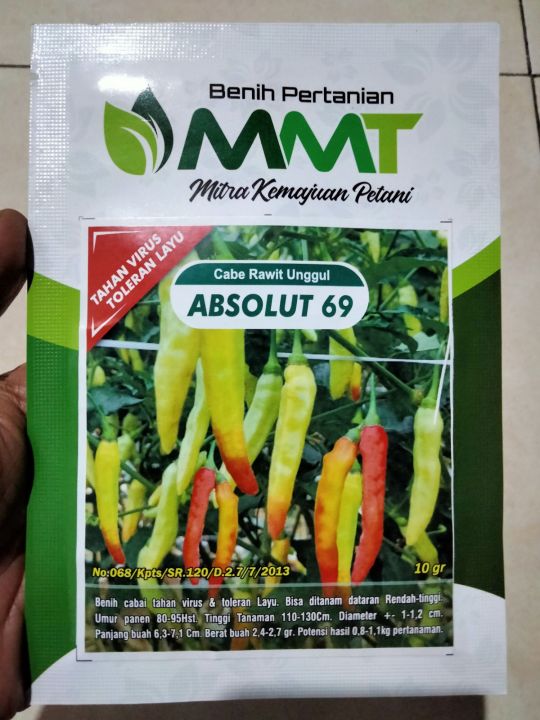 Benih Pertanian
MMT
Mitra Kemajuan Petani
TAHAN VIRUS
TOLERAN LAYU
Cabe Rawit Unggul
ABSOLUT 69
No:068/Kpts/SR.120/D.2.7/7/2013
10 gr
Benih cabai tahan virus & toleran Layu. Bisa ditanam dataran Rendah-tinggi.
Umur panen 80-95Hst. Tinggi Tanaman 110-130Cm. Diameter +- 1-1,2 cm.
Panjang buah 6,3-7,1 Cm. Berat buah 2,4-2,7 gr. Potensi hasil 0,8-1,1kg pertanaman.